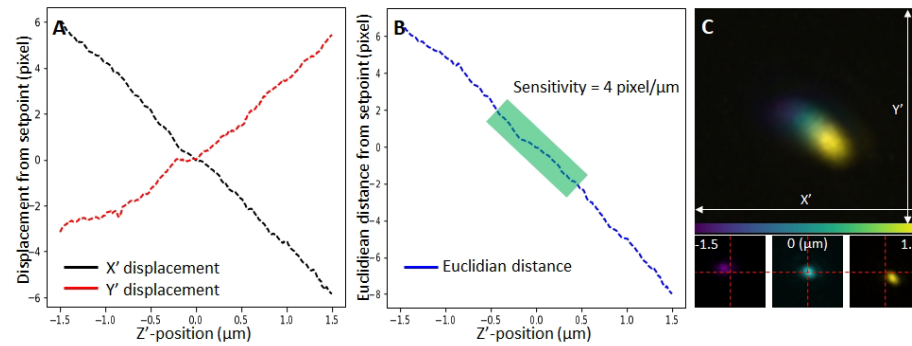 A
Displacement from setpoint (pixel)
6
4
2
0
−2
−4
−6
X’ displacement
Y’ displacement
−1.5
−1.0
−0.5
0.0
0.5
1.0
1.5
Z’-position (µm)
B
Euclidiean distance from setpoint (pixel)
6
4
2
0
−2
−4
−6
−8
Sensitivity = 4 pixel/µm
Euclidian distance
−1.5
−1.0
−0.5
0.0
0.5
1.0
1.5
Z’-position (µm)
C
Y’
X’
-1.5
0 (µm)
1.